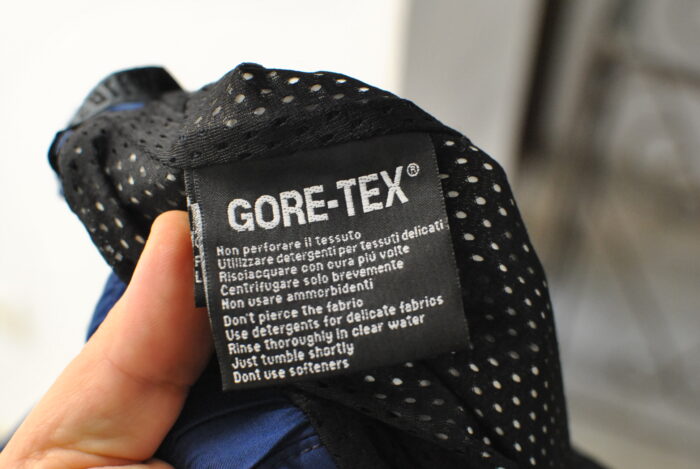 GORE-TEX®
Non perforare il tessuto
Utilizzare detergenti per tessuti delicati
Risciacquare con cura più volte
Centrifugare solo brevemente
Non usare ammorbidenti
Don't pierce the fabric
Use detergents for delicate fabrics
Rinse thoroughly in clear water
Just tumble shortly
Dont use softeners